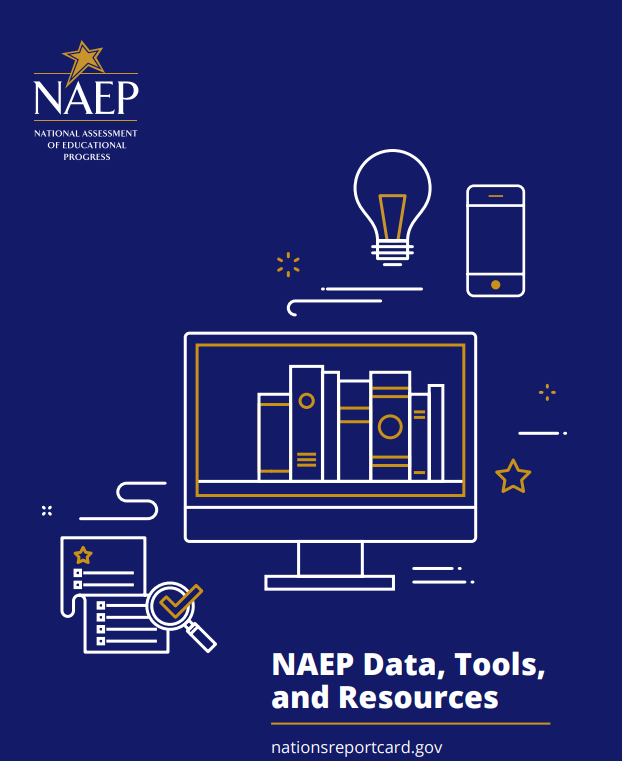 NAEP
NATIONAL ASSESSMENT
OF EDUCATIONAL
PROGRESS
NAEP Data, Tools,
and Resources
nationsreportcard.gov